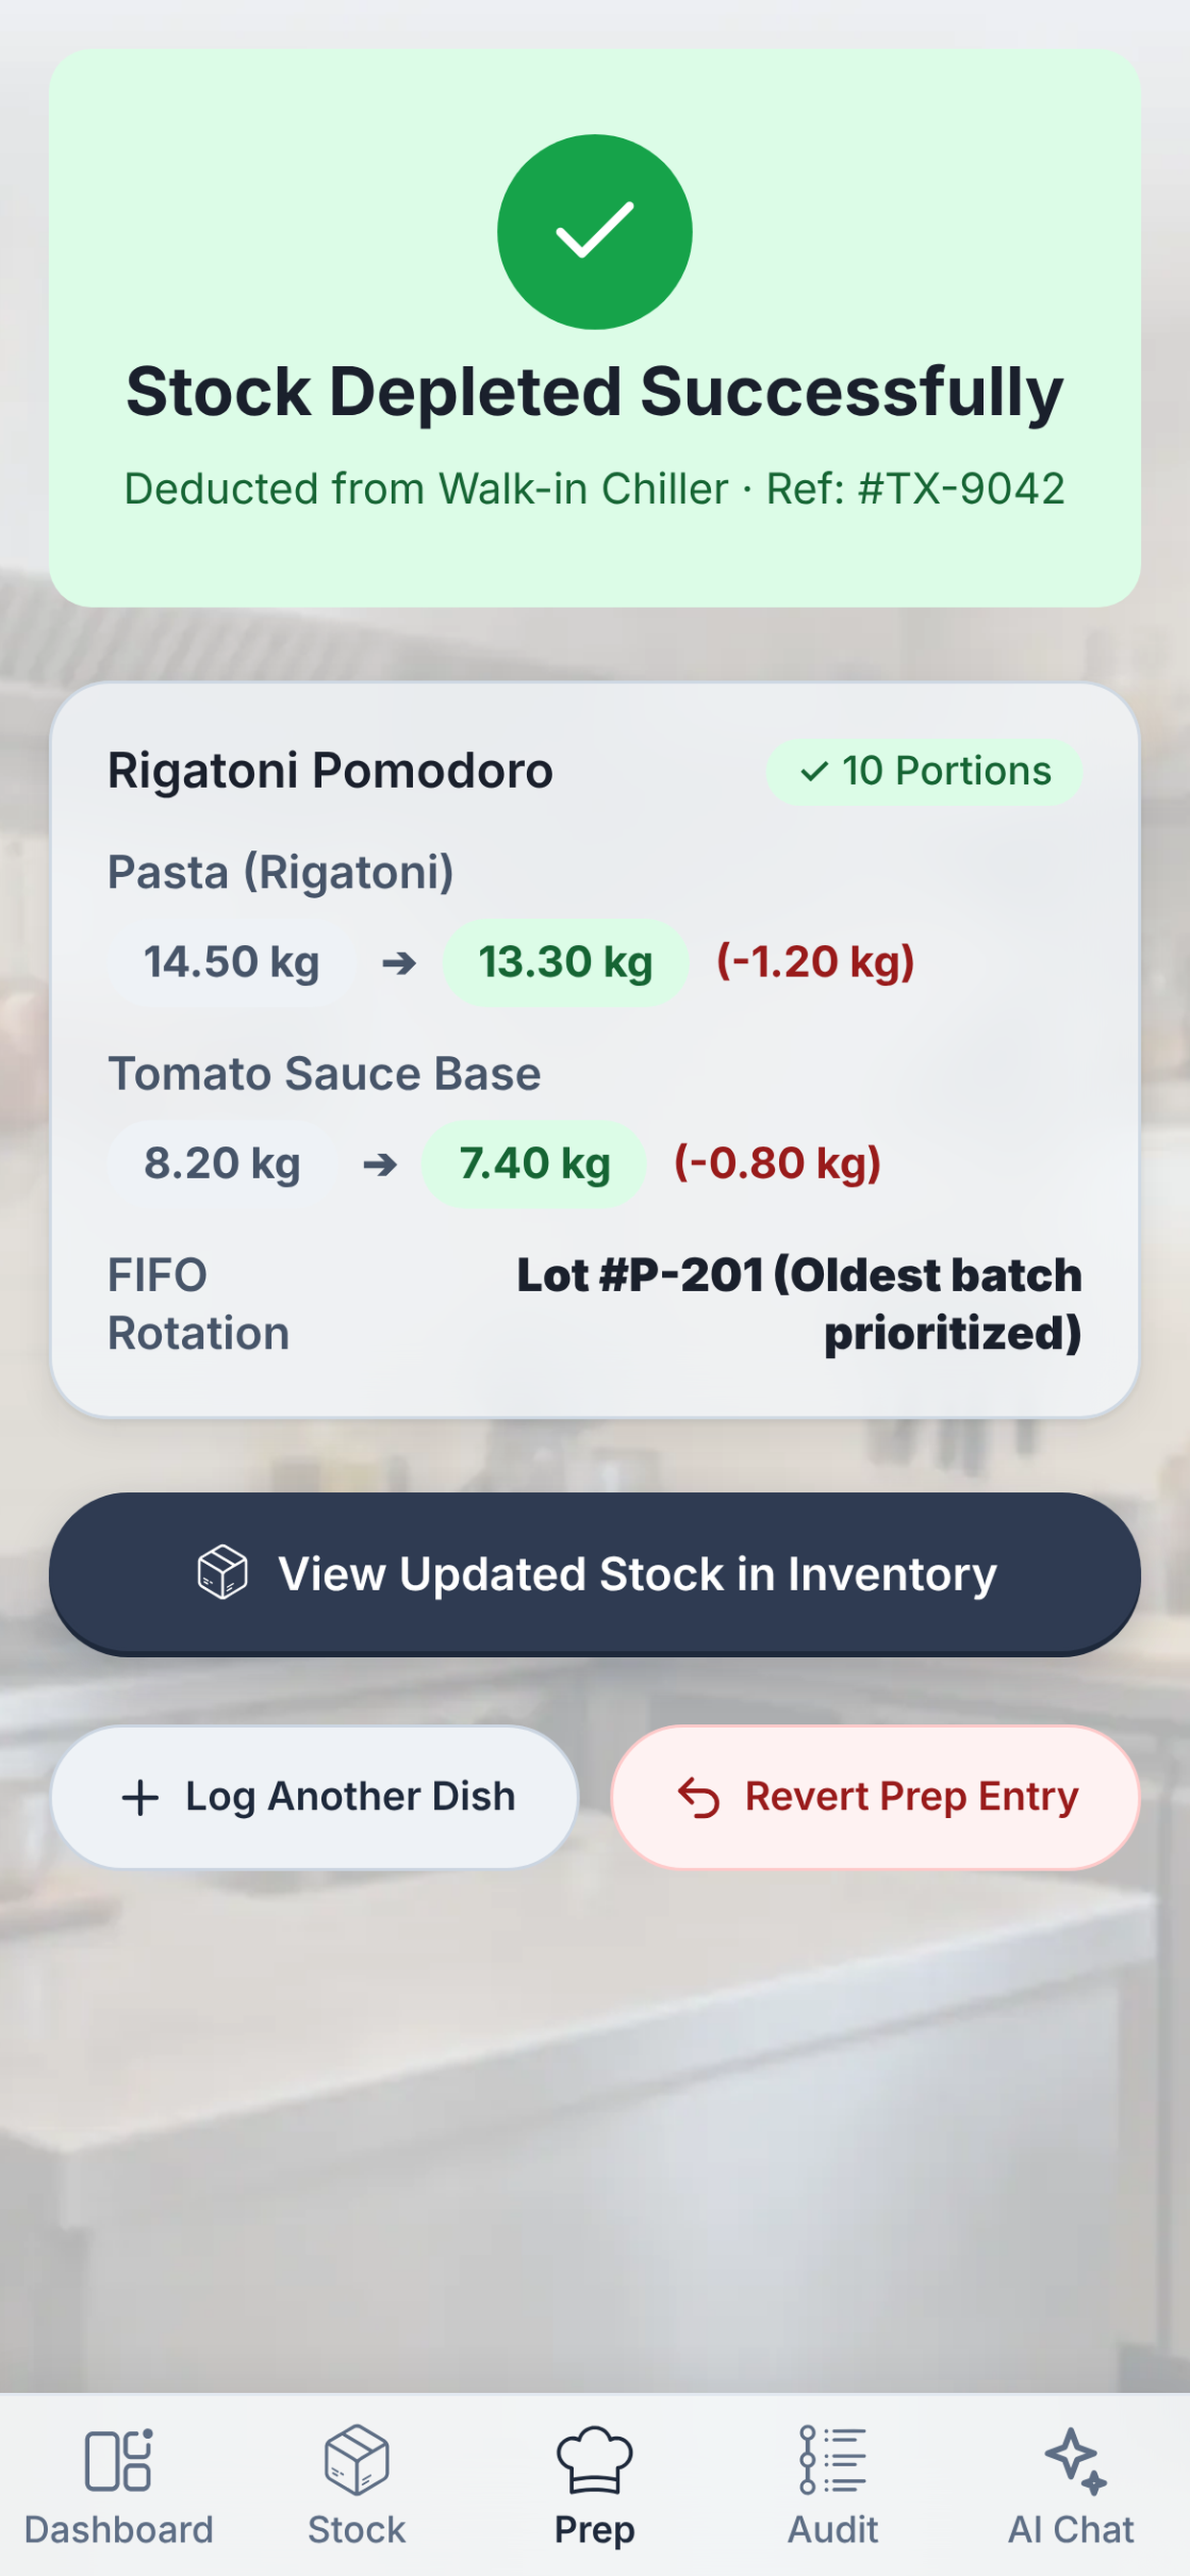 Stock Depleted Successfully
Deducted from Walk-in Chiller · Ref: #TX-9042
Rigatoni Pomodoro
✓ 10 Portions
Pasta (Rigatoni)
14.50 kg ➔ 13.30 kg (-1.20 kg)
Tomato Sauce Base
8.20 kg ➔ 7.40 kg (-0.80 kg)
FIFO Rotation
Lot #P-201 (Oldest batch
prioritized)
View Updated Stock in Inventory
Log Another Dish
Revert Prep Entry
Dashboard
Stock
Prep
Audit
AI Chat